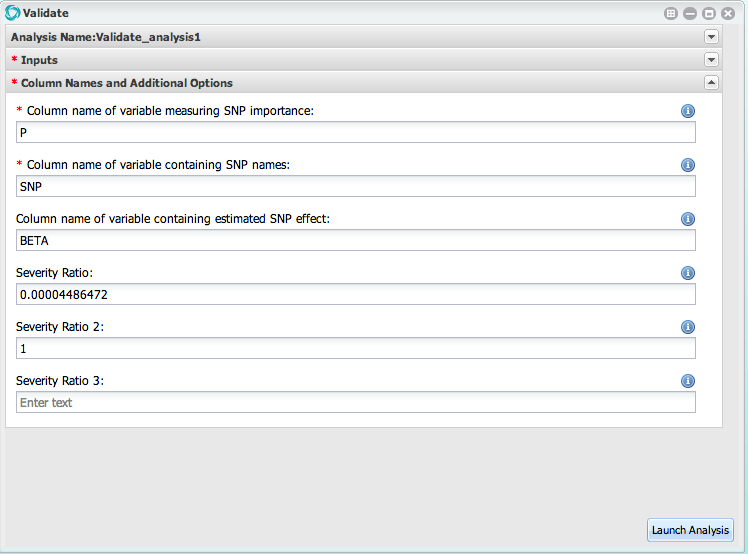 Validate
Analysis Name:Validate_analysis1
* Inputs
* Column Names and Additional Options
* Column name of variable measuring SNP importance:
P
* Column name of variable containing SNP names:
SNP
Column name of variable containing estimated SNP effect:
BETA
Severity Ratio:
0.00004486472
Severity Ratio 2:
1
Severity Ratio 3:
Enter text
Launch Analysis